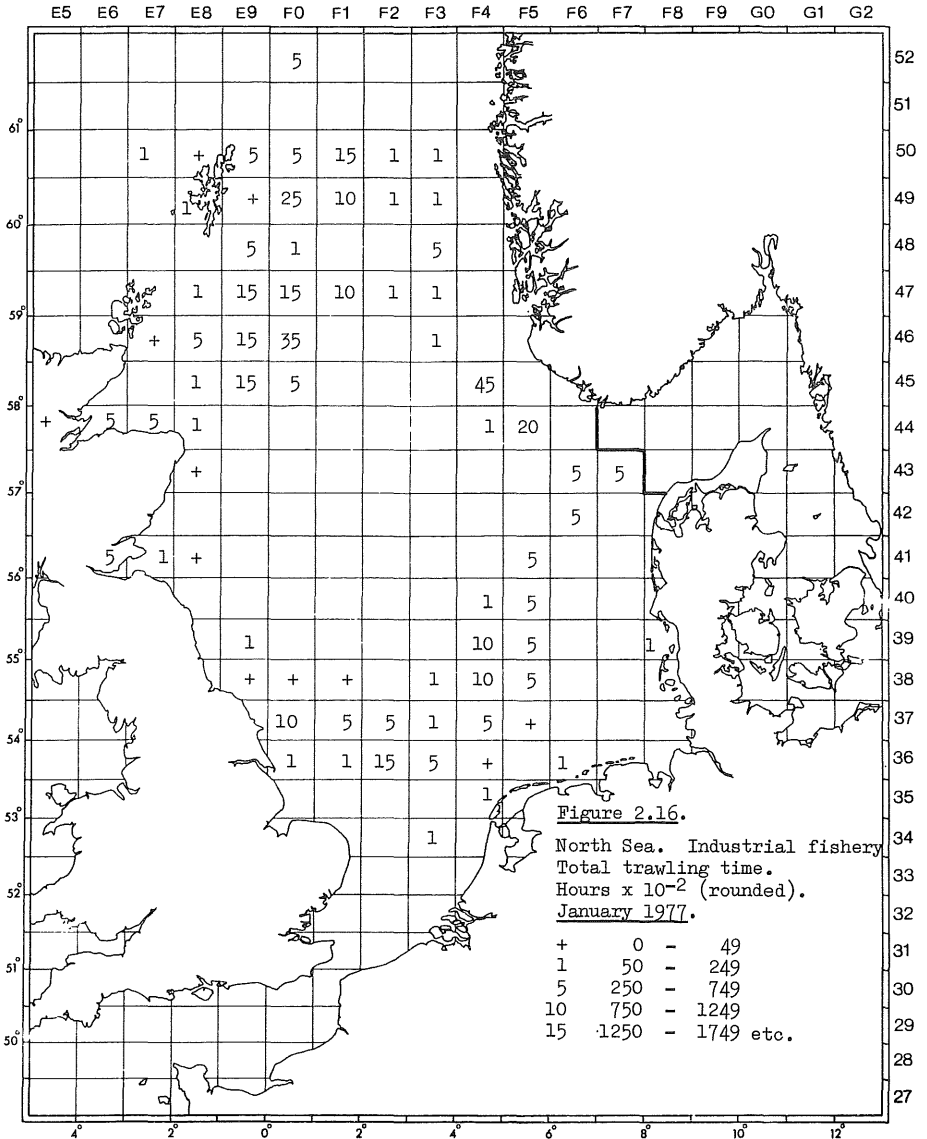 E5 E6 E7 E8 E9 F0 F1 F2 F3 F4 F5 F6 F7 F8 F9 G0 G1 G2
5 52
51
61°
1 + 5 5 15 1 1 50
1 + 25 10 1 1 49
60°
5 1 5 48
1 15 15 10 1 1 47
59°
+ 5 15 35 1 46
1 15 5 45 45
58°
+ 5 5 1 1 20 44
+ 5 5 43
57°
5 42
5 1 + 5 41
56°
1 5 40
1 10 5 1 39
55°
+ + + 1 10 5 38
10 5 5 1 5 + 37
54°
1 1 15 5 + 1 36
1 35
53°
Figure 2.16.
1 34
North Sea. Industrial fishery
Total trawling time. 33
Hours x 10-2 (rounded).
52°
January 1977. 32
+ 0 - 49 31
51°
1 50 - 249
5 250 - 749 30
10 750 - 1249
15 1250 - 1749 etc. 29
50°
28
27
4° 2° 0° 2° 4° 6° 8° 10° 12°